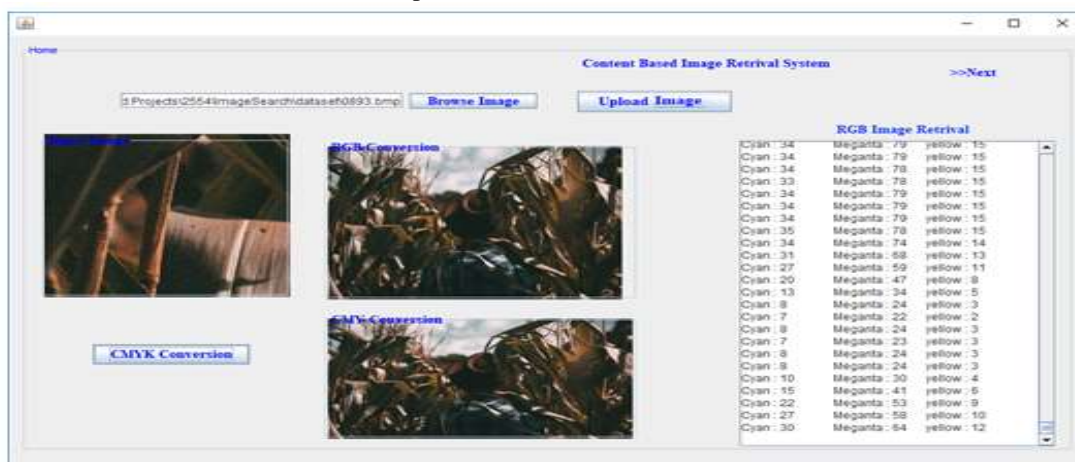 Home
Content Based Image Retrival System
>>Next
Projects\2554\ImageSearch\dataset\0893.bmp
Browse Image
Upload Image
RGB Image Retrival
RGB Conversion
Cyan : 34 Meganta : 79 yellow : 15
Cyan : 34 Meganta : 79 yellow : 15
Cyan : 34 Meganta : 78 yellow : 15
Cyan : 33 Meganta : 78 yellow : 15
Cyan : 34 Meganta : 79 yellow : 15
Cyan : 34 Meganta : 79 yellow : 15
Cyan : 34 Meganta : 79 yellow : 15
Cyan : 35 Meganta : 78 yellow : 15
Cyan : 34 Meganta : 74 yellow : 14
Cyan : 31 Meganta : 68 yellow : 13
Cyan : 27 Meganta : 59 yellow : 11
Cyan : 20 Meganta : 47 yellow : 8
Cyan : 13 Meganta : 34 yellow : 5
Cyan : 8 Meganta : 24 yellow : 3
Cyan : 7 Meganta : 22 yellow : 2
Cyan : 8 Meganta : 24 yellow : 3
Cyan : 7 Meganta : 23 yellow : 3
Cyan : 8 Meganta : 24 yellow : 3
Cyan : 8 Meganta : 24 yellow : 3
Cyan : 10 Meganta : 30 yellow : 4
Cyan : 15 Meganta : 41 yellow : 6
Cyan : 22 Meganta : 53 yellow : 9
Cyan : 27 Meganta : 58 yellow : 10
Cyan : 30 Meganta : 64 yellow : 12
CMY Conversion
CMYK Conversion